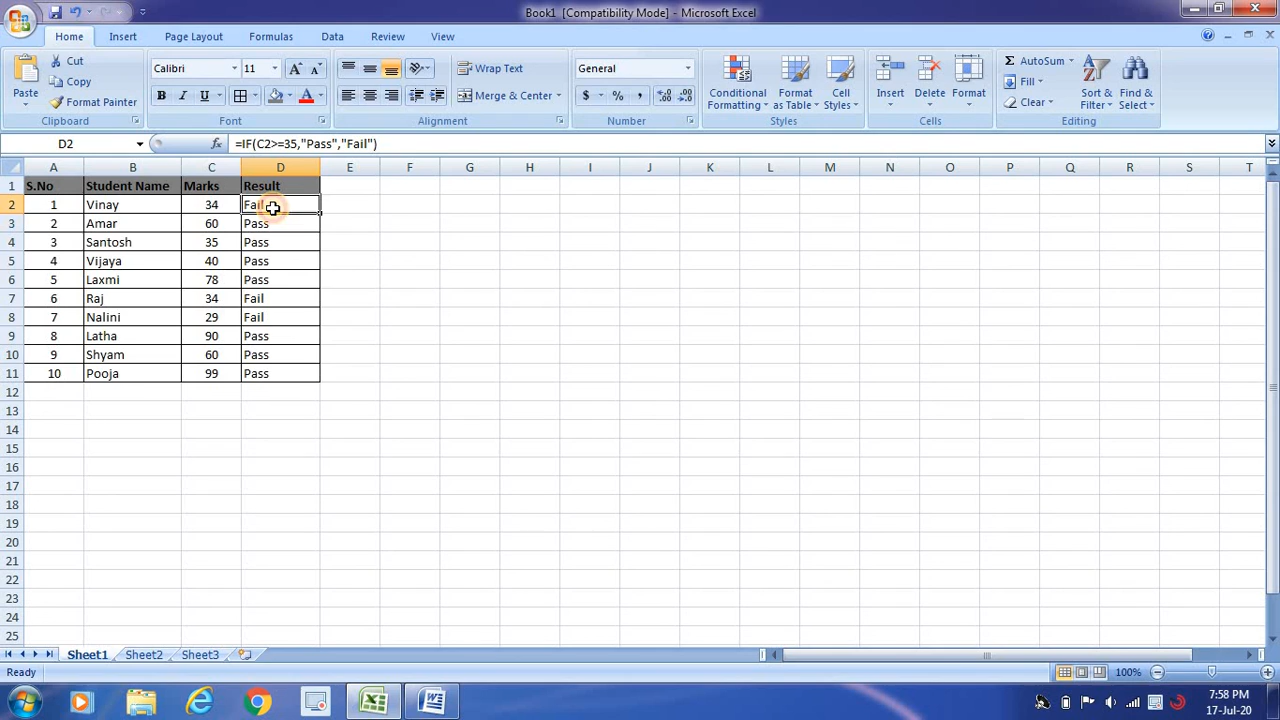 Book1 [Compatibility Mode] - Microsoft Excel
Home Insert Page Layout Formulas Data Review View
Paste
Cut
Copy
Format Painter
Clipboard
Calibri 11
B I U
Font
Wrap Text
Merge & Center
Alignment
General
$ % ,
Number
Conditional Formatting
Format as Table
Cell Styles
Styles
Insert Delete Format
Cells
Σ AutoSum
Fill
Clear
Sort & Filter
Find & Select
Editing
D2 fx =IF(C2>=35,"Pass","Fail")
A B C D E F G H I J K L M N O P Q R S T
1 S.No Student Name Marks Result
2 1 Vinay 34 Fail
3 2 Amar 60 Pass
4 3 Santosh 35 Pass
5 4 Vijaya 40 Pass
6 5 Laxmi 78 Pass
7 6 Raj 34 Fail
8 7 Nalini 29 Fail
9 8 Latha 90 Pass
10 9 Shyam 60 Pass
11 10 Pooja 99 Pass
12
13
14
15
16
17
18
19
20
21
22
23
24
25
Sheet1 Sheet2 Sheet3
Ready 100%
7:58 PM
17-Jul-20